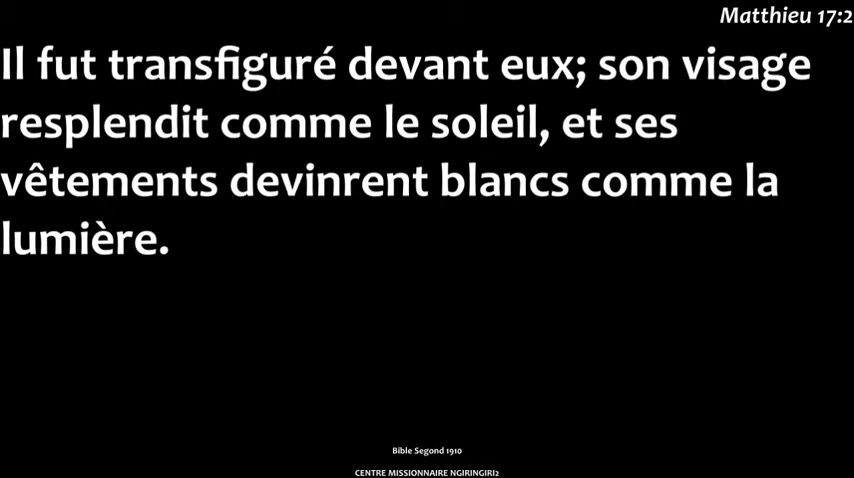 Matthieu 17:2
Il fut transfiguré devant eux; son visage
resplendit comme le soleil, et ses
vêtements devinrent blancs comme la
lumière.
Bible Segond 1910
CENTRE MISSIONNAIRE NGIRINGIRI2